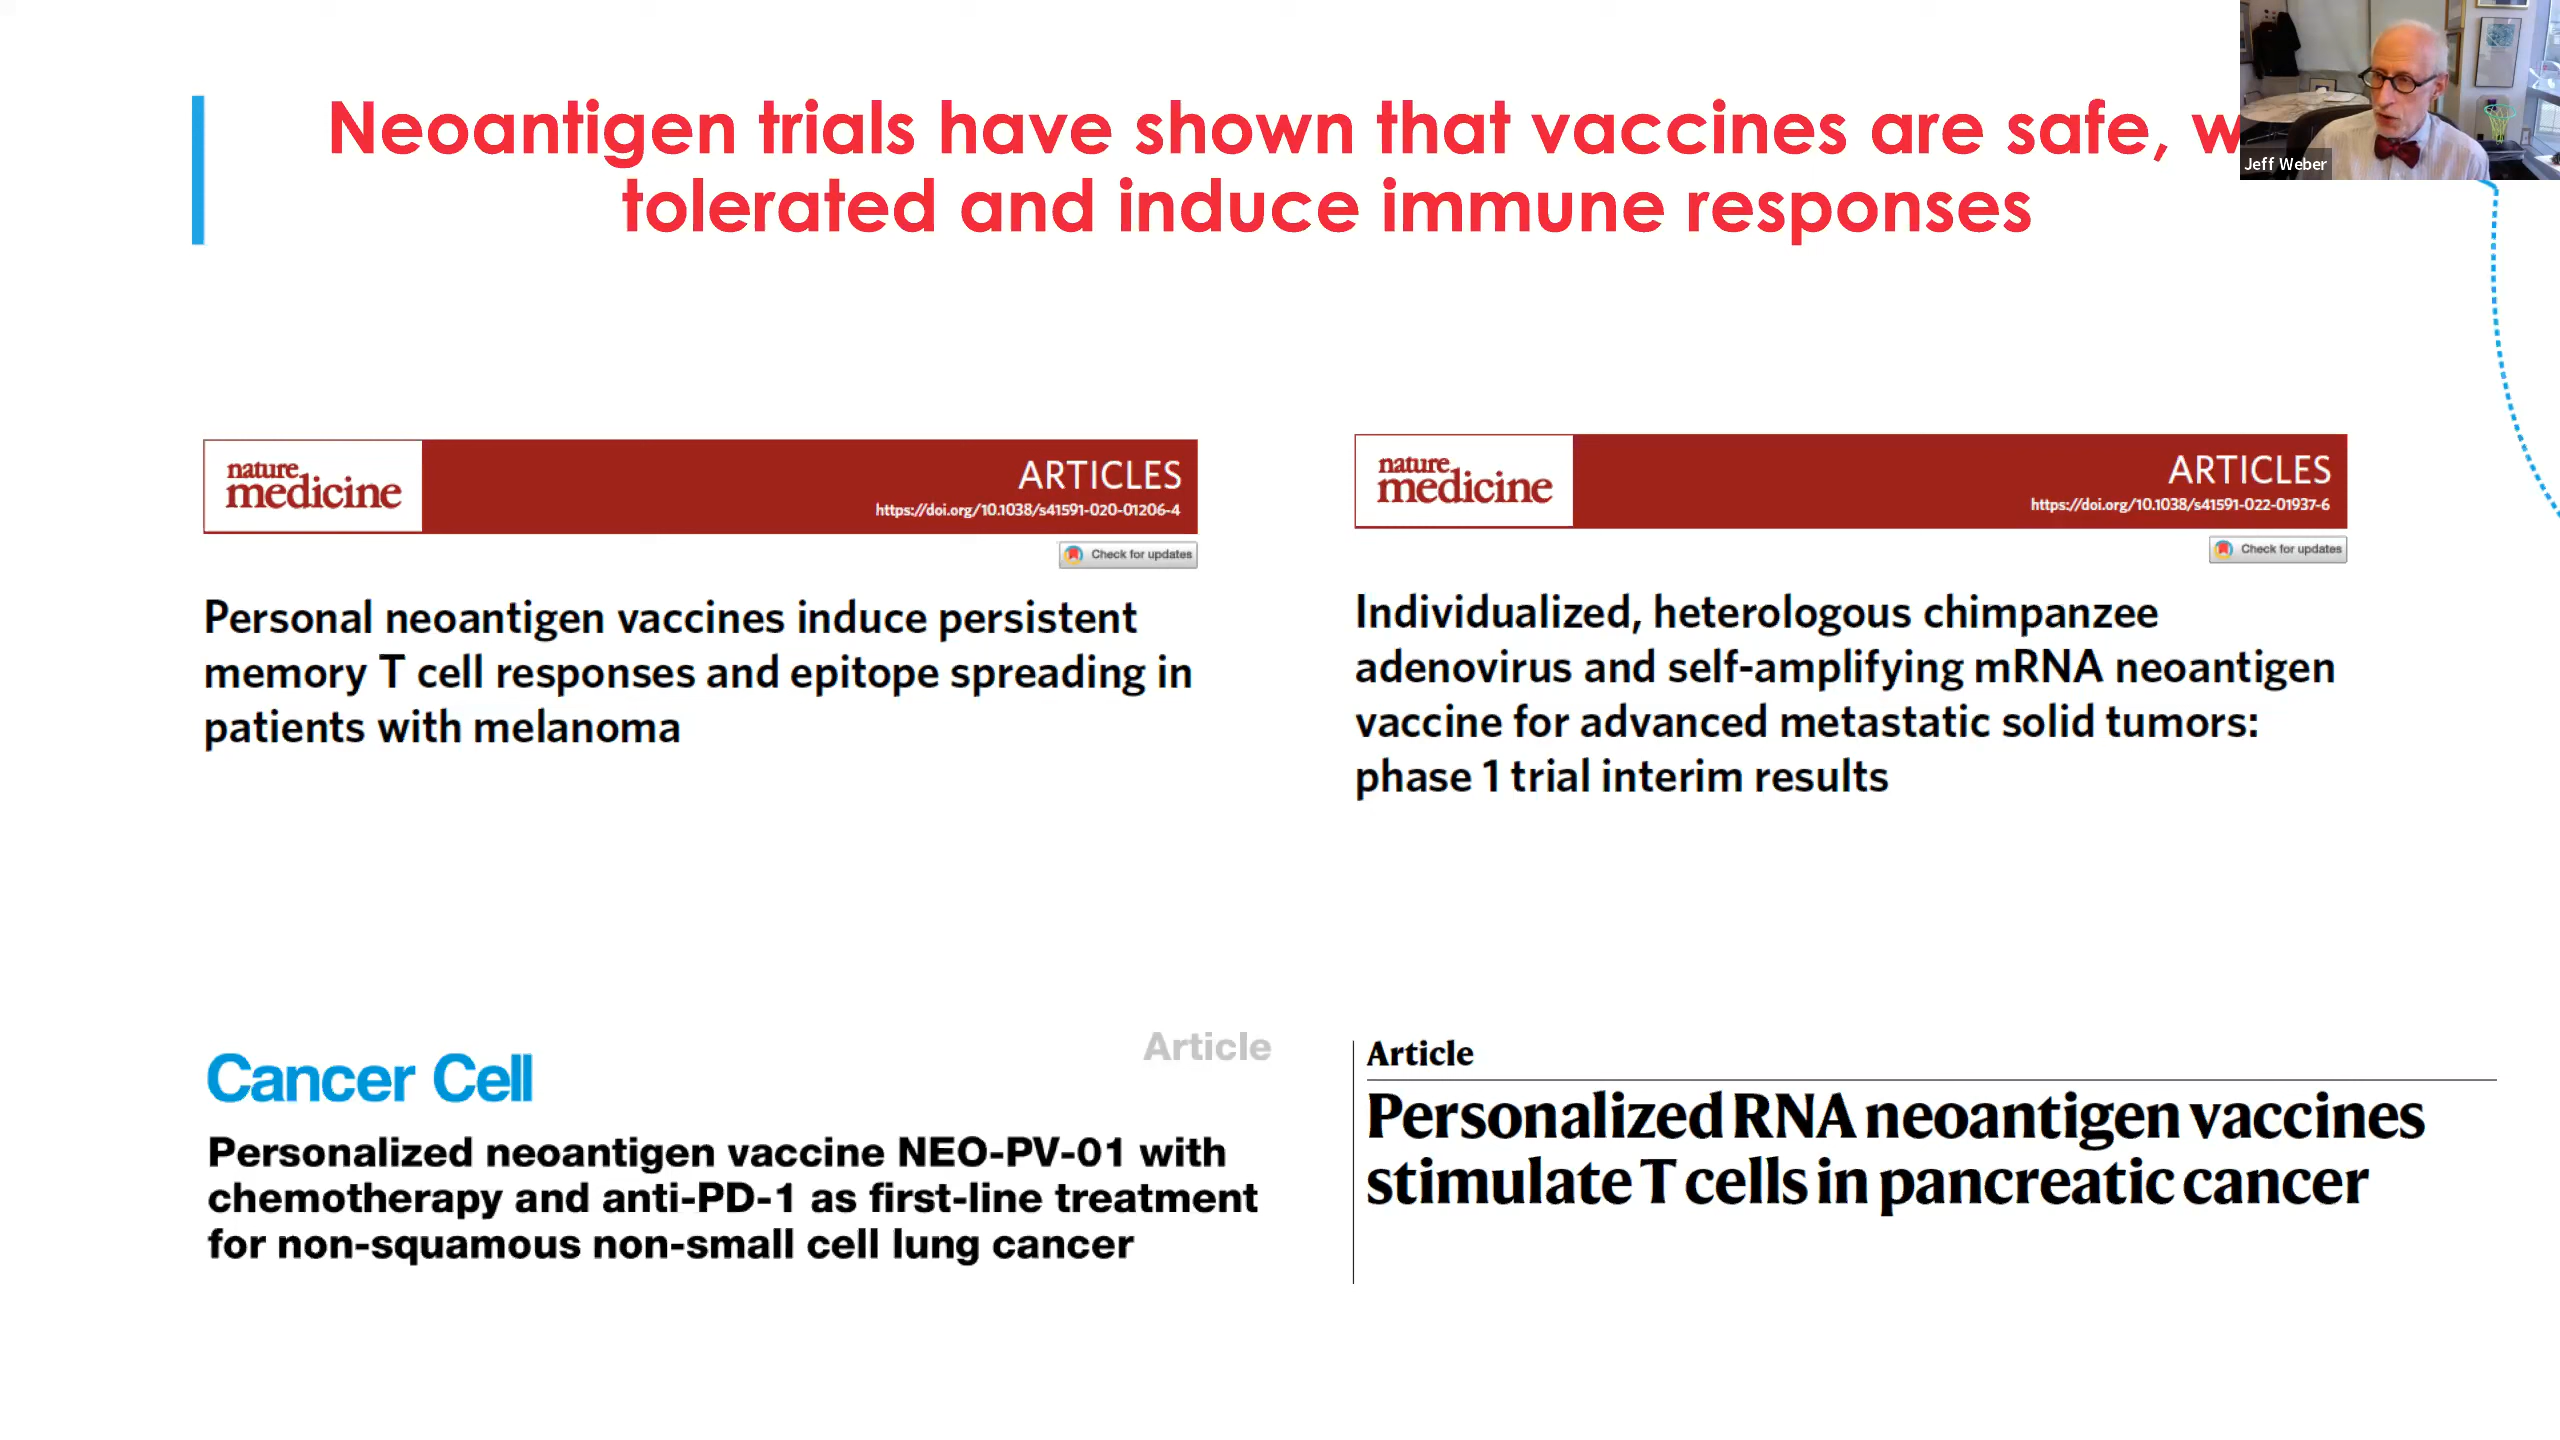 Neoantigen trials have shown that vaccines are safe, w
tolerated and induce immune responses
Jeff Weber
nature
medicine
ARTICLES
https://doi.org/10.1038/s41591-020-01206-4
Check for updates
Personal neoantigen vaccines induce persistent
memory T cell responses and epitope spreading in
patients with melanoma
nature
medicine
ARTICLES
https://doi.org/10.1038/s41591-022-01937-6
Check for updates
Individualized, heterologous chimpanzee
adenovirus and self-amplifying mRNA neoantigen
vaccine for advanced metastatic solid tumors:
phase 1 trial interim results
Article
Cancer Cell
Personalized neoantigen vaccine NEO-PV-01 with
chemotherapy and anti-PD-1 as first-line treatment
for non-squamous non-small cell lung cancer
Article
Personalized RNA neoantigen vaccines
stimulate T cells in pancreatic cancer